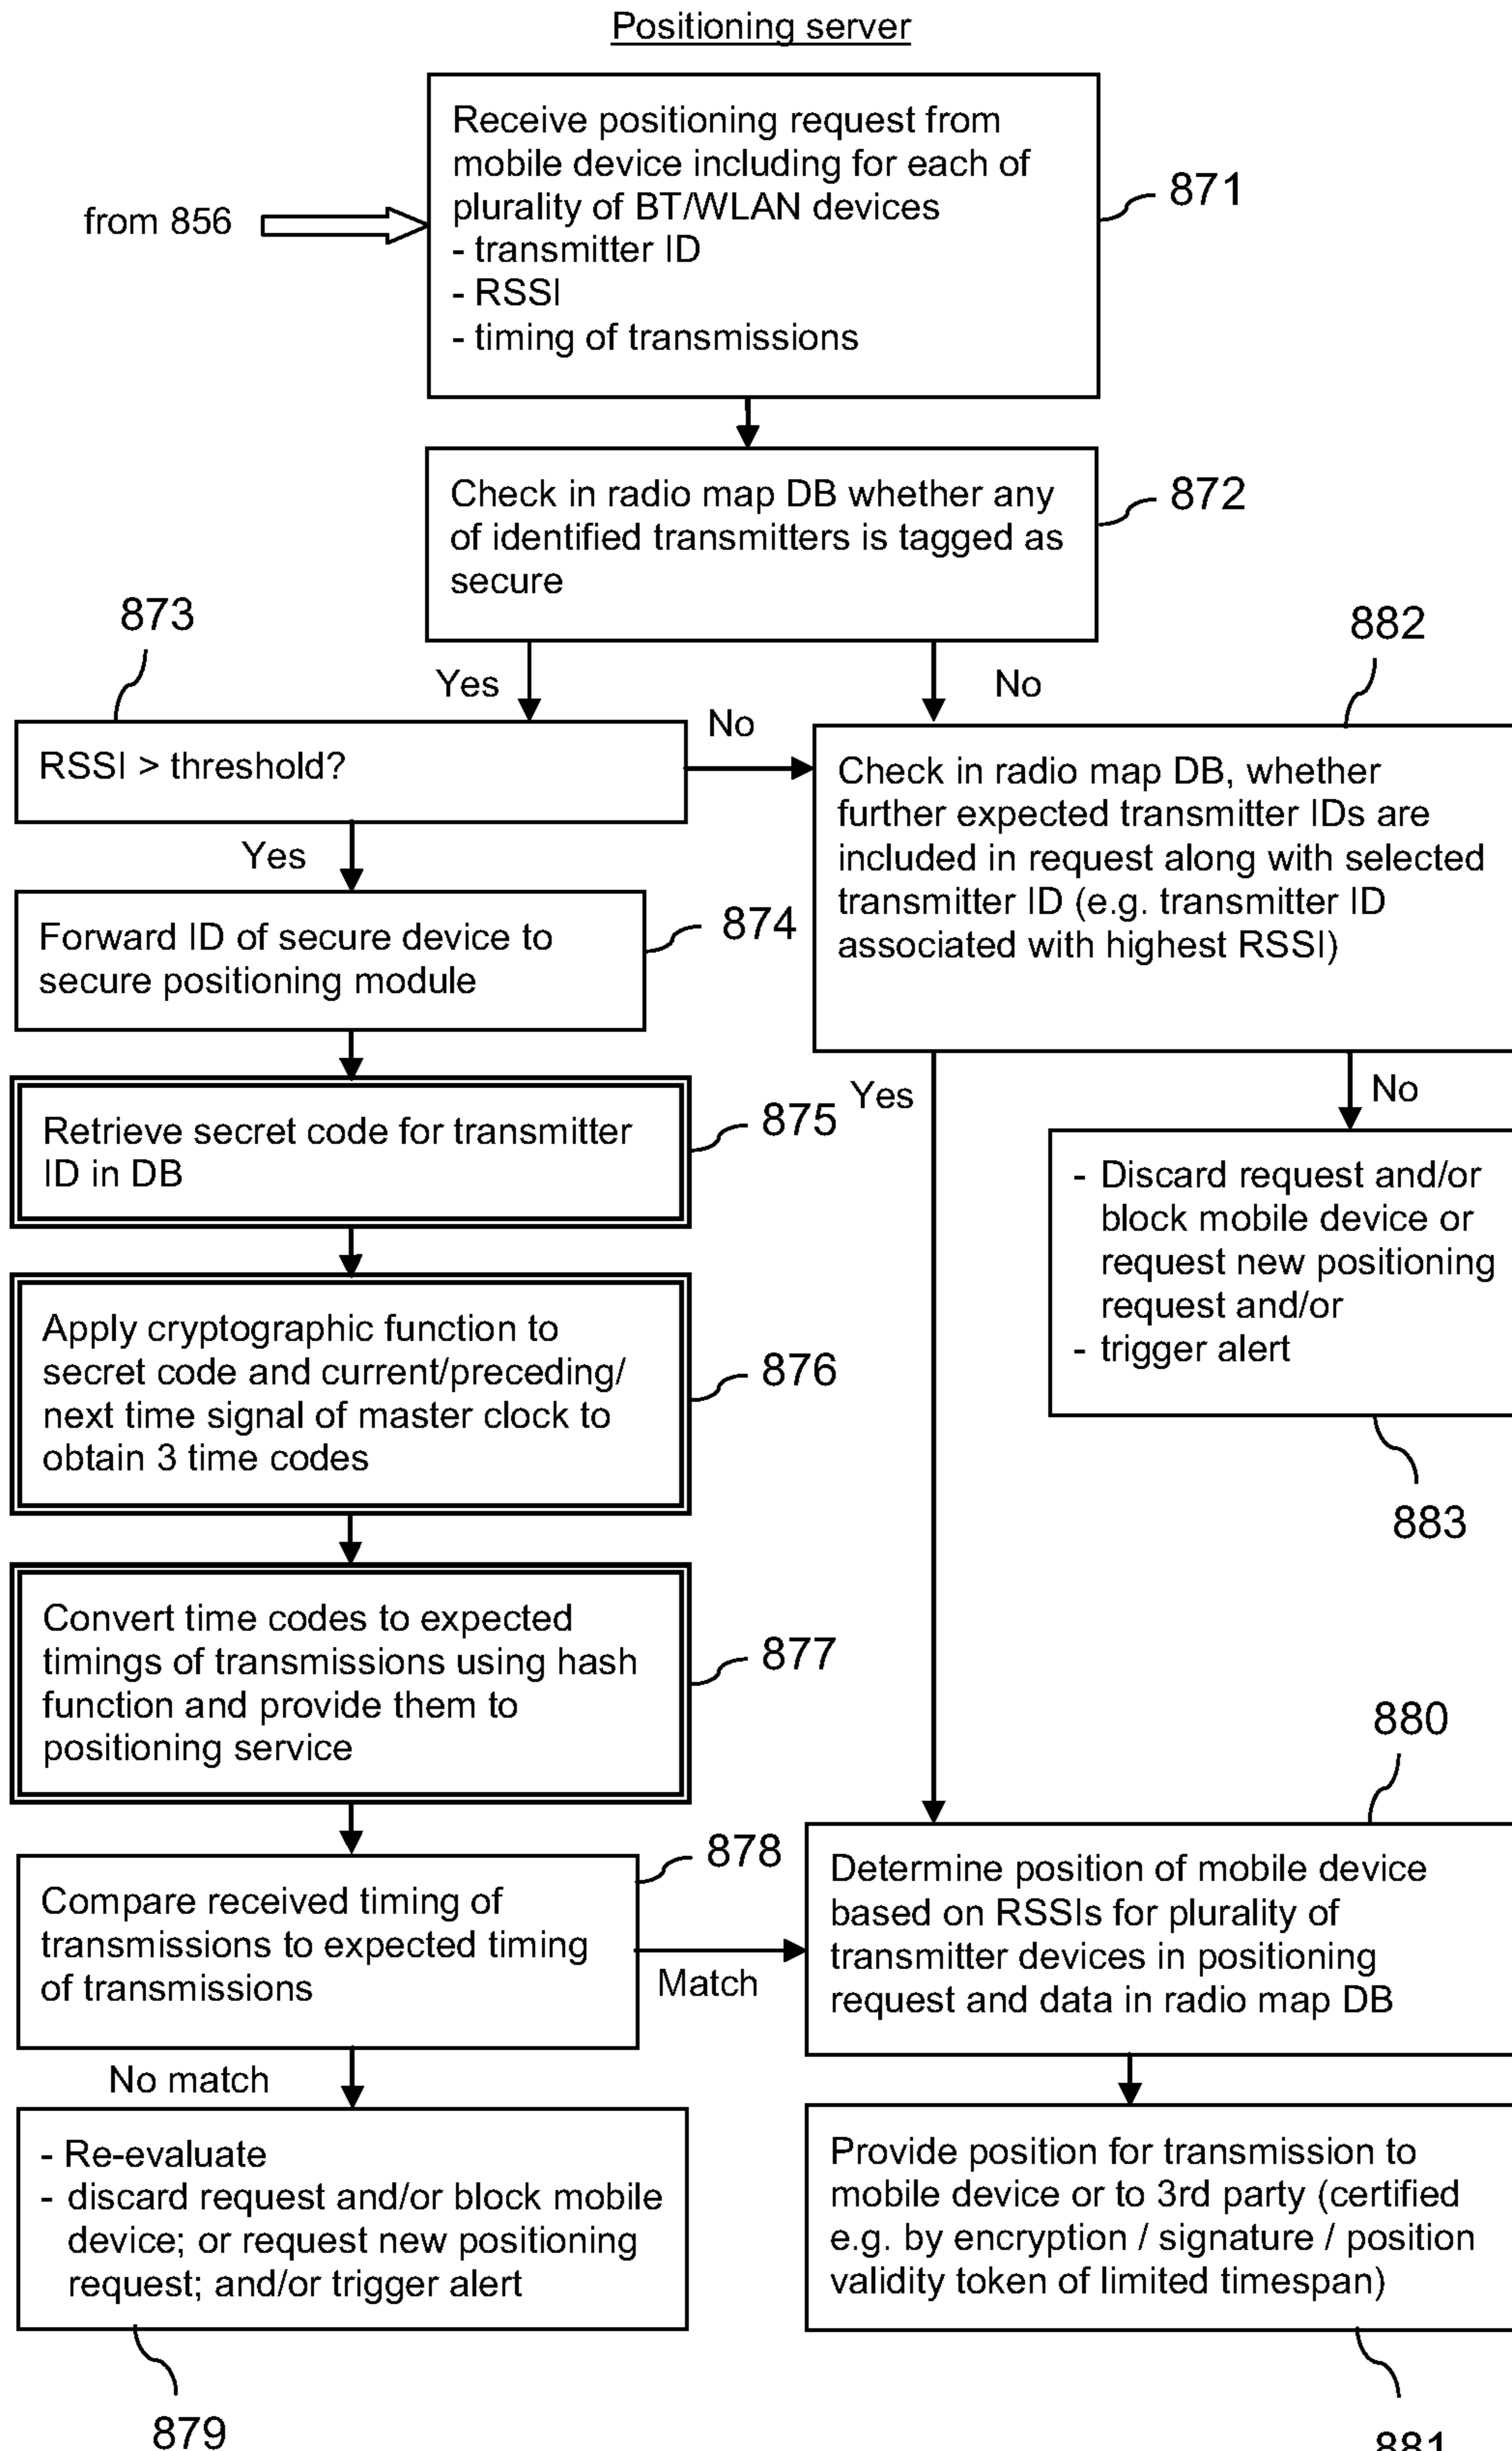 Positioning server
Receive positioning request from
mobile device including for each of
plurality of BT/WLAN devices
- transmitter ID
- RSSI
- timing of transmissions
871
from 856
Check in radio map DB whether any
of identified transmitters is tagged as
secure
872
873
882
Yes
No
RSSI > threshold?
No
Check in radio map DB, whether
further expected transmitter IDs are
included in request along with selected
transmitter ID (e.g. transmitter ID
associated with highest RSSI)
Yes
Forward ID of secure device to
secure positioning module
874
Retrieve secret code for transmitter
ID in DB
875
Yes
No
- Discard request and/or
block mobile device or
request new positioning
request and/or
- trigger alert
883
Apply cryptographic function to
secret code and current/preceding/
next time signal of master clock to
obtain 3 time codes
876
Convert time codes to expected
timings of transmissions using hash
function and provide them to
positioning service
877
880
Compare received timing of
transmissions to expected timing
of transmissions
878
Match
Determine position of mobile device
based on RSSIs for plurality of
transmitter devices in positioning
request and data in radio map DB
No match
- Re-evaluate
- discard request and/or block mobile
device; or request new positioning
request; and/or trigger alert
879
Provide position for transmission to
mobile device or to 3rd party (certified
e.g. by encryption / signature / position
validity token of limited timespan)
881